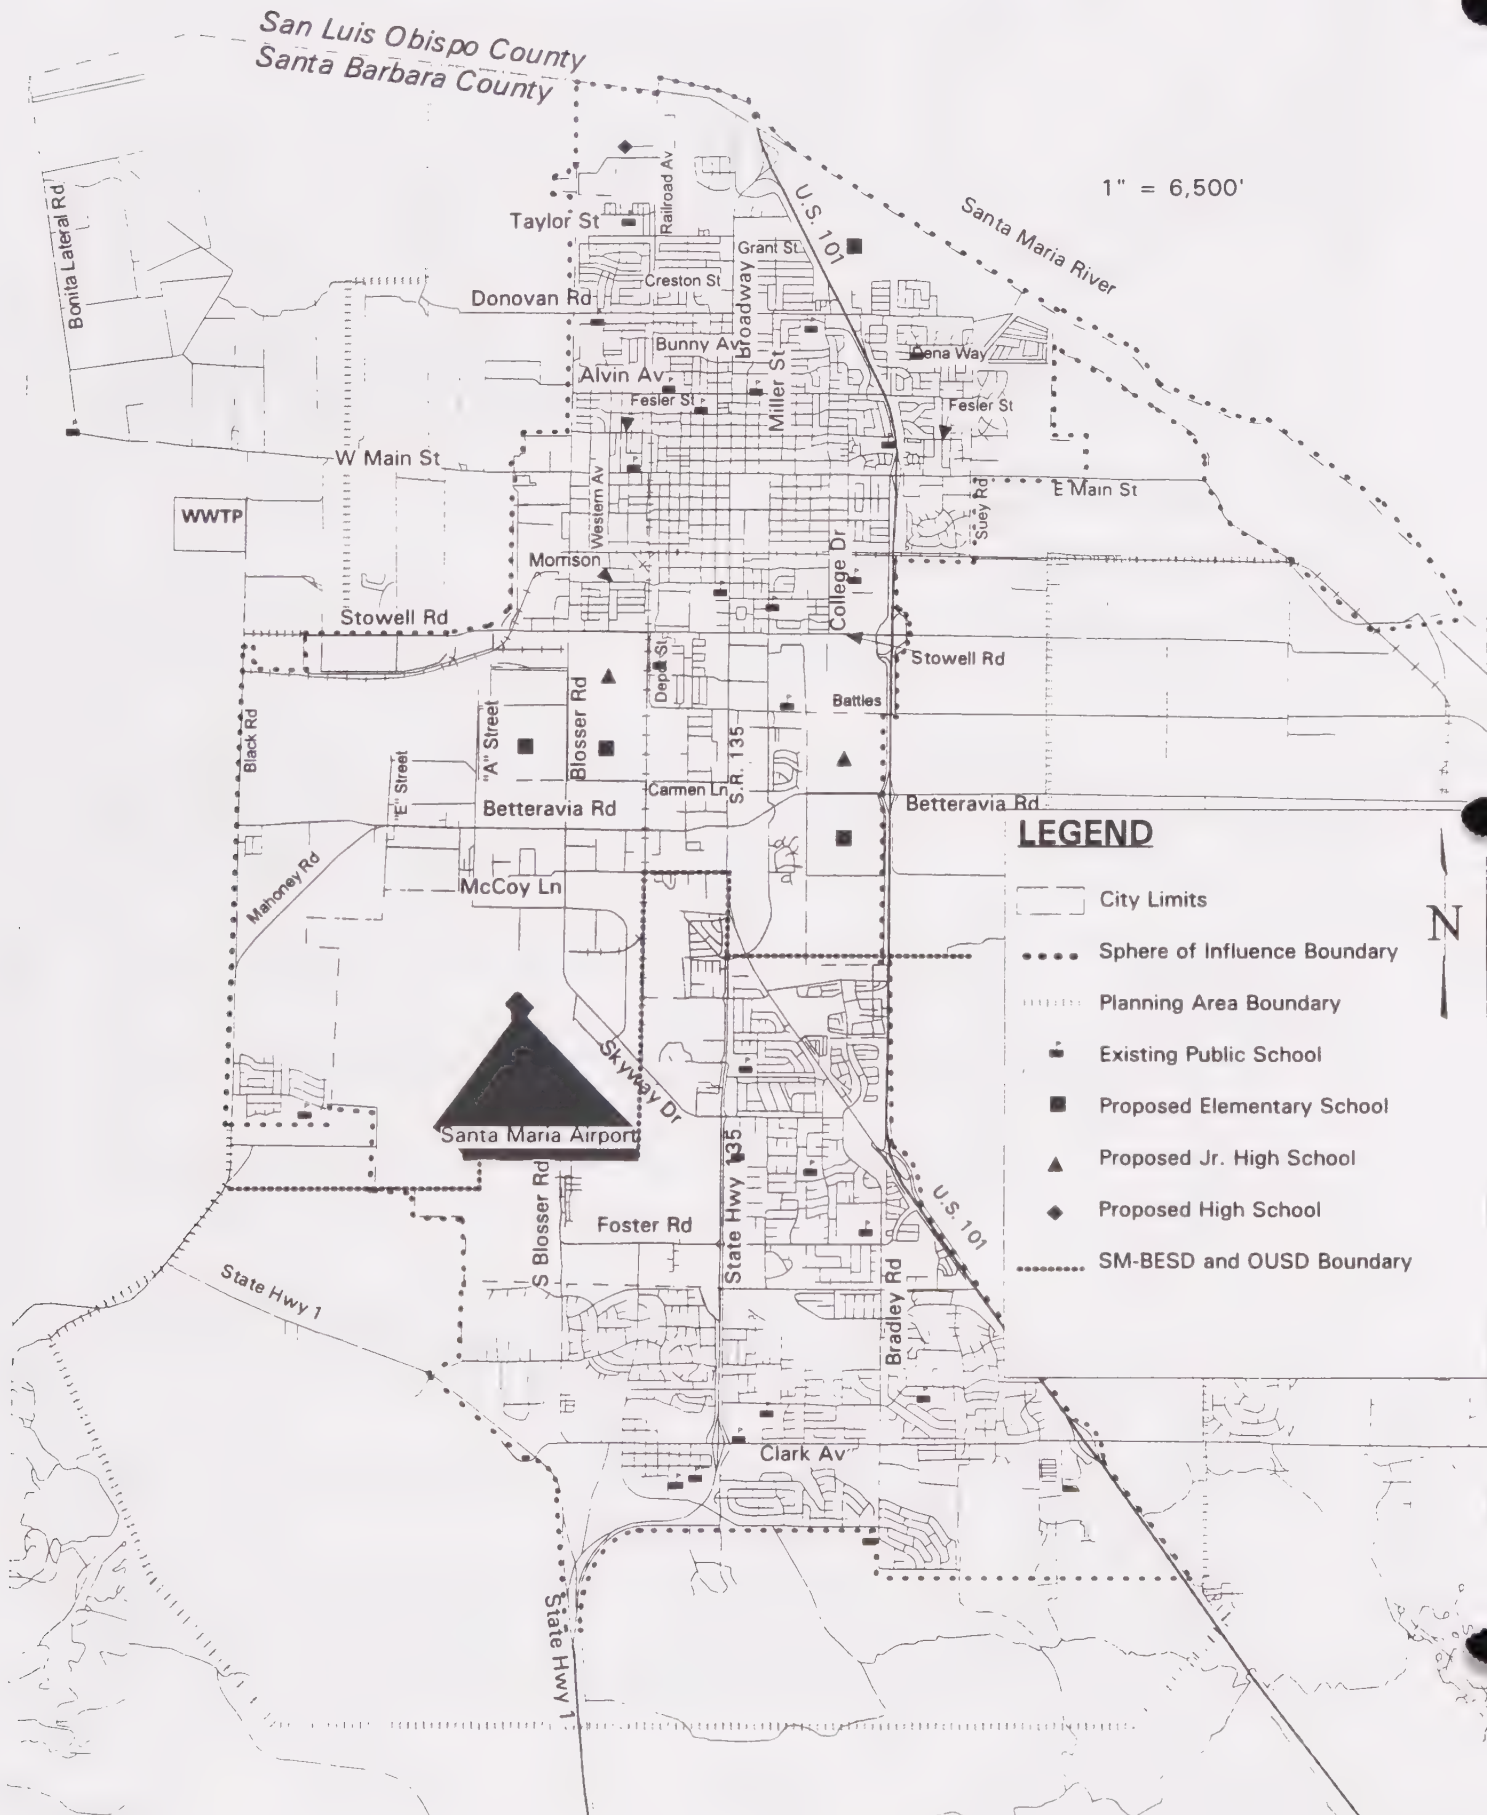 San Luis Obispo County
Santa Barbara County
1" = 6,500'
Bonita Lateral Rd
Railroad Av
U.S. 101
Santa Maria River
Taylor St
Grant St
Creston St
Donovan Rd
Broadway
Bunny Av
Dena Way
Alvin Av
Miller St
Fesler St
Fesler St
W Main St
E Main St
Western Av
Suey Rd
WWTP
College Dr
Morrison
Stowell Rd
Stowell Rd
Depot St
Blosser Rd
"A" Street
Battles
Black Rd
S.R. 135
"E" Street
Carmen Ln
Betteravia Rd
Betteravia Rd
Mahoney Rd
McCoy Ln
LEGEND
City Limits
Sphere of Influence Boundary
Planning Area Boundary
Existing Public School
Proposed Elementary School
Proposed Jr. High School
Proposed High School
SM-BESD and OUSD Boundary
N
Skyway Dr
Santa Maria Airport
State Hwy 135
S Blosser Rd
Foster Rd
U.S. 101
Bradley Rd
State Hwy 1
Clark Av
State Hwy 1